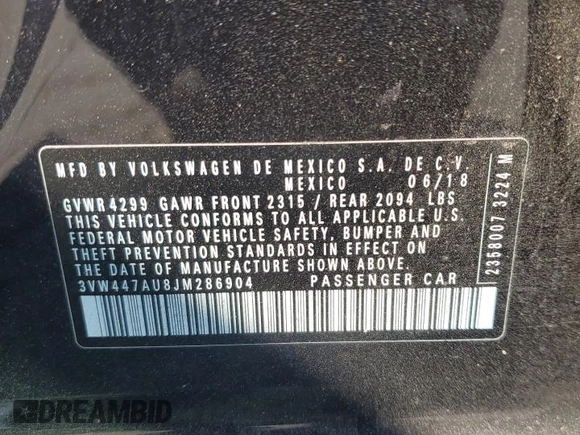 MFD BY VOLKSWAGEN DE MEXICO S.A. DE C.V.
MEXICO 06/18
GVWR 4299 GAWR FRONT 2315 / REAR 2094 LBS
THIS VEHICLE CONFORMS TO ALL APPLICABLE U.S.
FEDERAL MOTOR VEHICLE SAFETY, BUMPER AND
THEFT PREVENTION STANDARDS IN EFFECT ON
THE DATE OF MANUFACTURE SHOWN ABOVE.
3VW447AU8JM286904 PASSENGER CAR
2358007 3224 M
DREAMBID